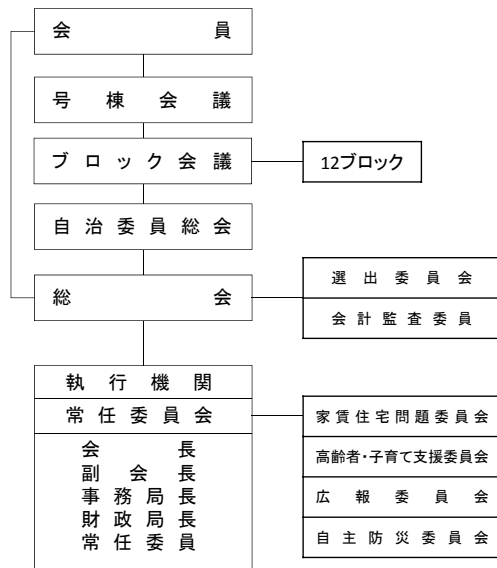 会員
号棟会議
ブロック会議
12ブロック
自治委員総会
総会
選出委員会
会計監査委員
執行機関
常任委員会
会長
副会長
事務局長
財政局長
常任委員
家賃住宅問題委員会
高齢者・子育て支援委員会
広報委員会
自主防災委員会